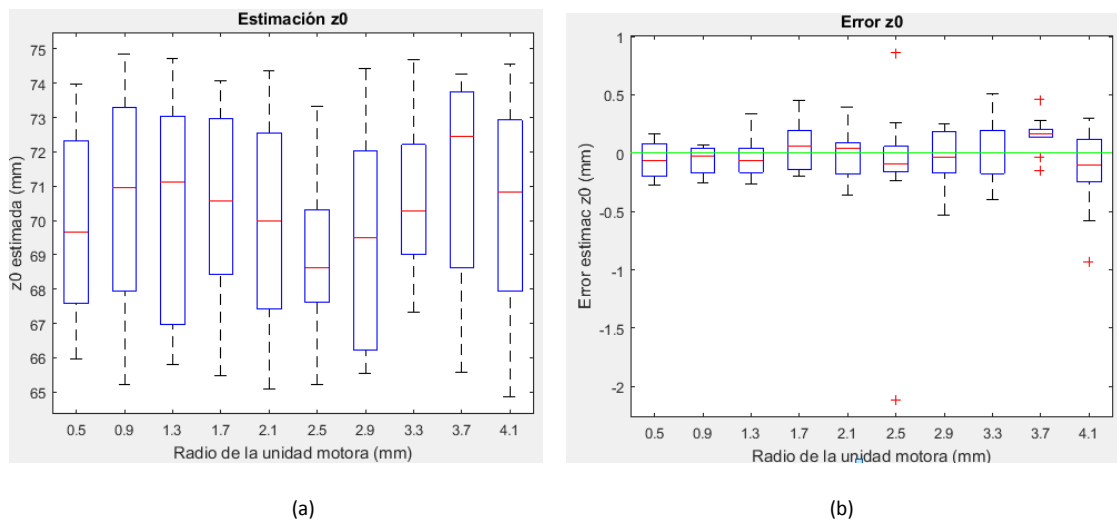 Estimación z0
z0 estimada (mm)
75
74
73
72
71
70
69
68
67
66
65
0.5 0.9 1.3 1.7 2.1 2.5 2.9 3.3 3.7 4.1
Radio de la unidad motora (mm)
(a)
Error z0
Error estimac z0 (mm)
1
0.5
0
-0.5
-1
-1.5
-2
0.5 0.9 1.3 1.7 2.1 2.5 2.9 3.3 3.7 4.1
Radio de la unidad motora (mm)
(b)